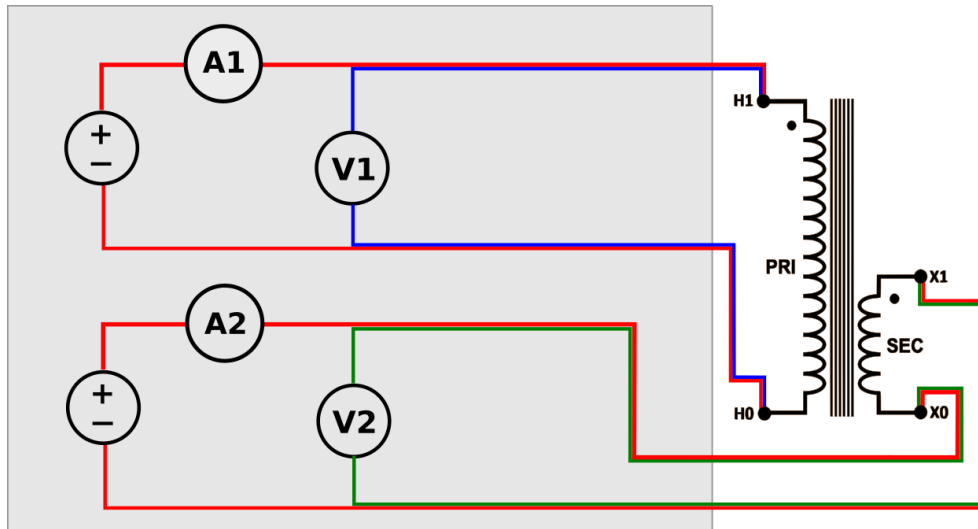 A1
+
−
V1
H1
PRI
H0
X1
SEC
X0
A2
+
−
V2